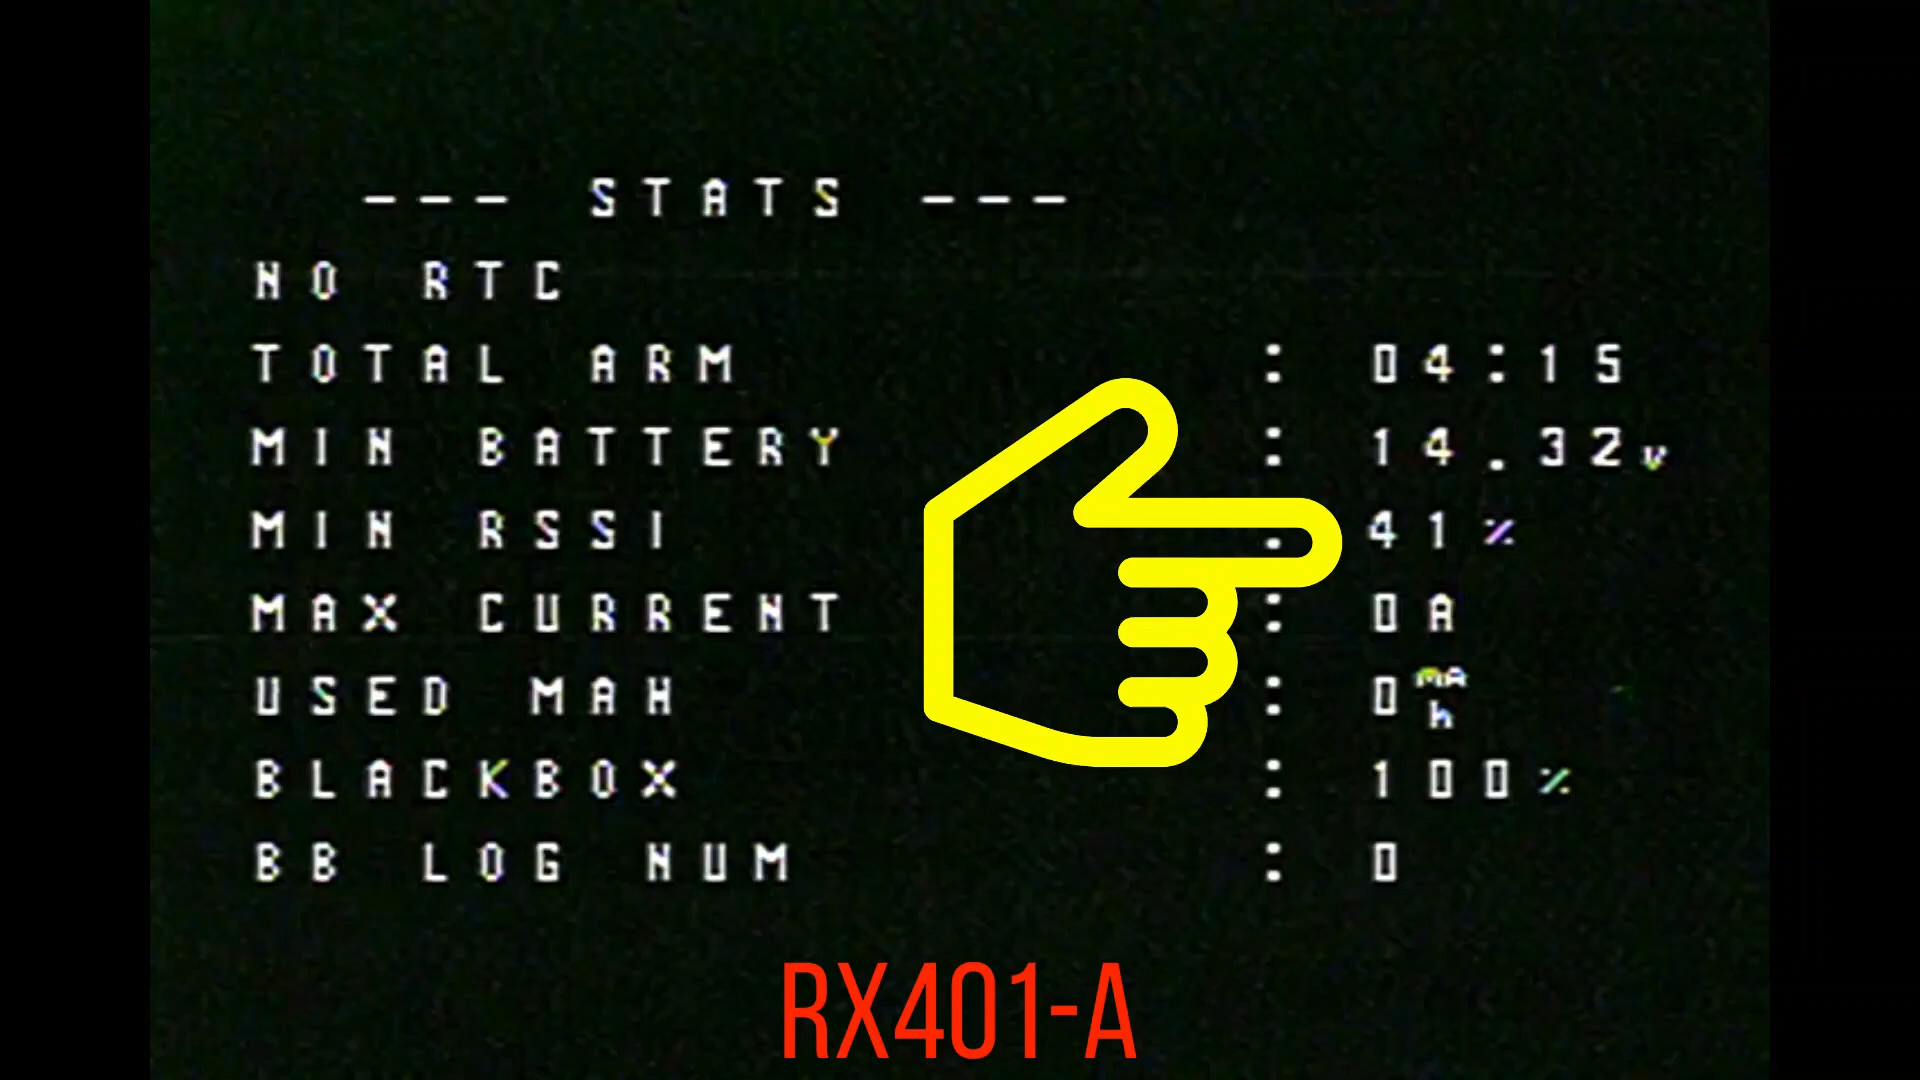 --- STATS ---
NO RTC
TOTAL ARM : 04:15
MIN BATTERY : 14.32V
MIN RSSI : 41%
MAX CURRENT : 0A
USED MAH : 0mAh
BLACKBOX : 100%
BB LOG NUM : 0
RX401-A